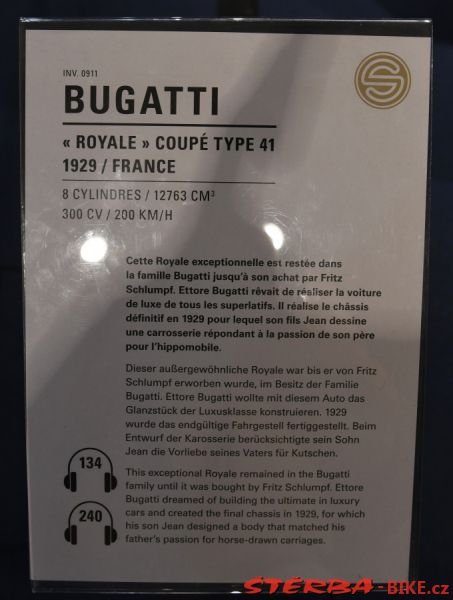 INV. 0911
BUGATTI
« ROYALE » COUPÉ TYPE 41
1929 / FRANCE
8 CYLINDRES / 12763 CM³
300 CV / 200 KM/H
Cette Royale exceptionnelle est restée dans
la famille Bugatti jusqu'à son achat par Fritz
Schlumpf. Ettore Bugatti rêvait de réaliser la voiture
de luxe de tous les superlatifs. Il réalise le châssis
définitif en 1929 pour lequel son fils Jean dessine
une carrosserie répondant à la passion de son père
pour l'hippomobile.
Dieser außergewöhnliche Royale war bis er von Fritz
Schlumpf erworben wurde, im Besitz der Familie
Bugatti. Ettore Bugatti wollte mit diesem Auto das
Glanzstück der Luxusklasse konstruieren. 1929
wurde das endgültige Fahrgestell fertiggestellt. Beim
Entwurf der Karosserie berücksichtigte sein Sohn
Jean die Vorliebe seines Vaters für Kutschen.
134
This exceptional Royale remained in the Bugatti
family until it was bought by Fritz Schlumpf. Ettore
Bugatti dreamed of building the ultimate in luxury
cars and created the final chassis in 1929, for which
his son Jean designed a body that matched his
father's passion for horse-drawn carriages.
240
STERBA-BIKE.cz